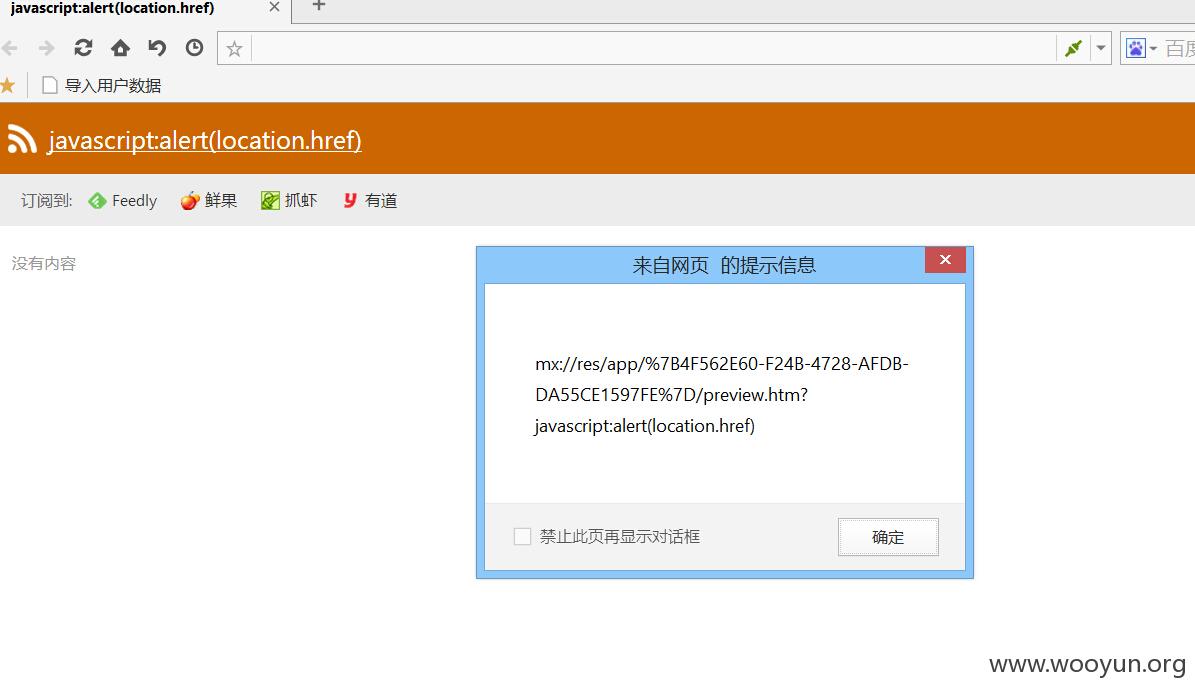 javascript:alert(location.href)
导入用户数据
javascript:alert(location.href)
订阅到: Feedly 鲜果 抓虾 有道
没有内容
来自网页 的提示信息
mx://res/app/%7B4F562E60-F24B-4728-AFDB-
DA55CE1597FE%7D/preview.htm?
javascript:alert(location.href)
禁止此页再显示对话框
确定
www.wooyun.org